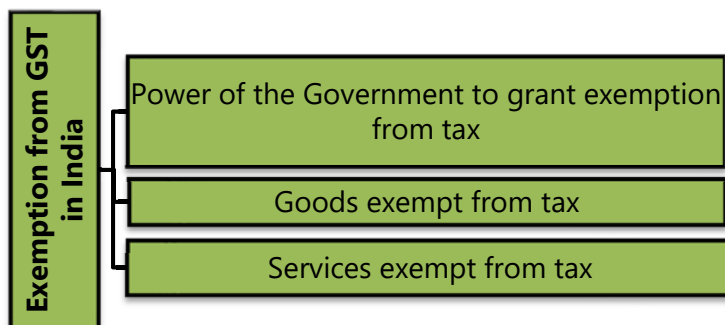 Exemption from GST
in India
Power of the Government to grant exemption
from tax
Goods exempt from tax
Services exempt from tax